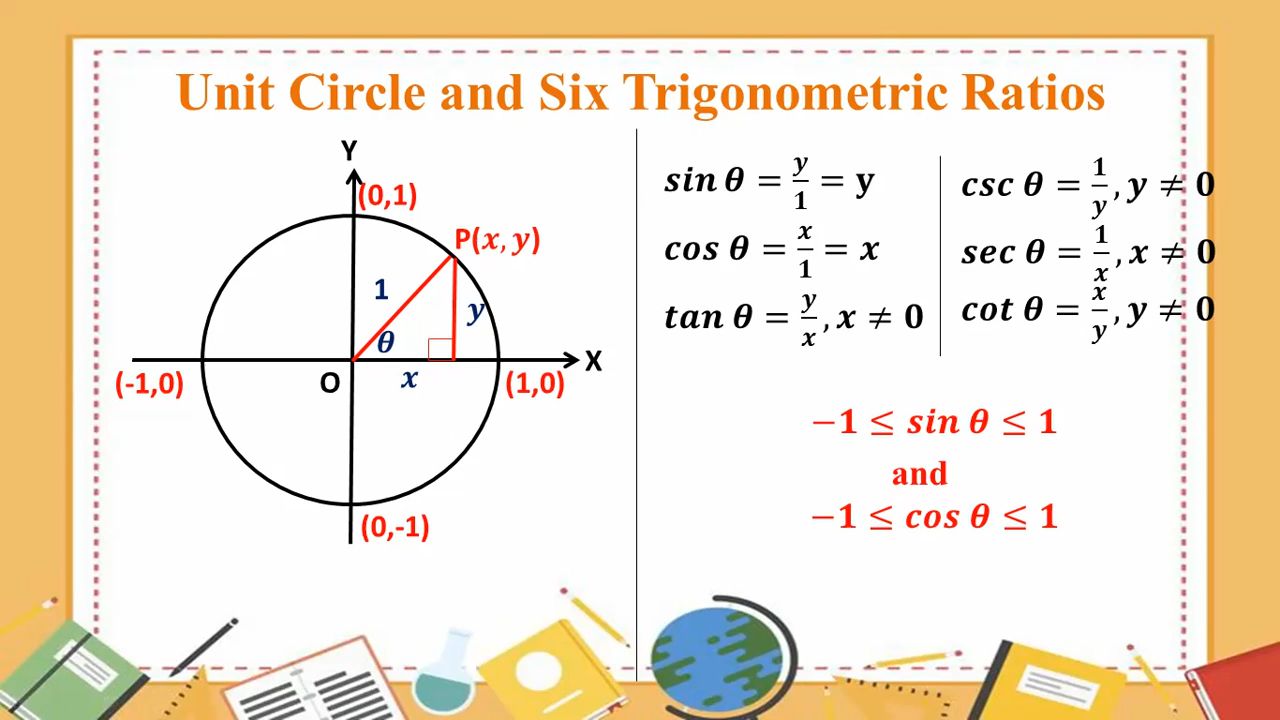 Unit Circle and Six Trigonometric Ratios
Y
(0,1)
P(x, y)
1
y
θ
X
(-1,0)
O
x
(1,0)
(0,-1)
sin θ = y/1 = y
cos θ = x/1 = x
tan θ = y/x, x ≠ 0
csc θ = 1/y, y ≠ 0
sec θ = 1/x, x ≠ 0
cot θ = x/y, y ≠ 0
−1 ≤ sin θ ≤ 1
and
−1 ≤ cos θ ≤ 1